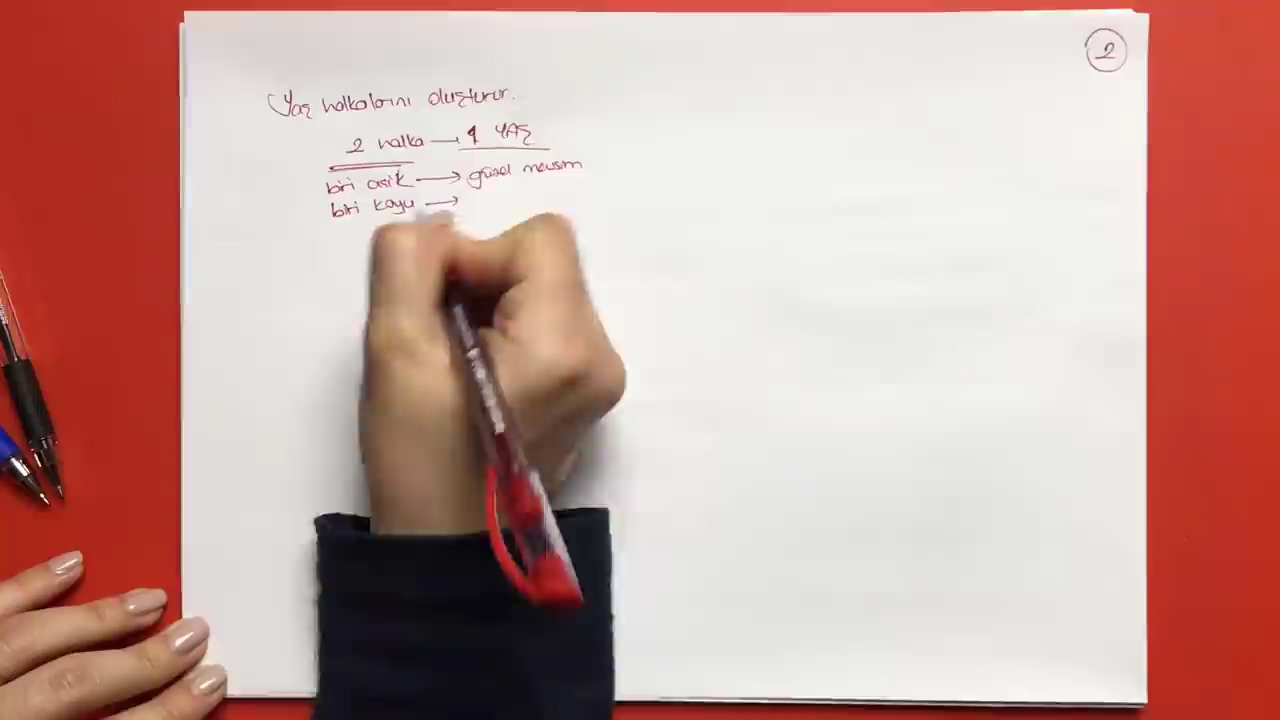 2
Yaş halkalarını oluşturur.
2 halka → 1 YAŞ
biri açık → güzel mevsim
biri koyu →